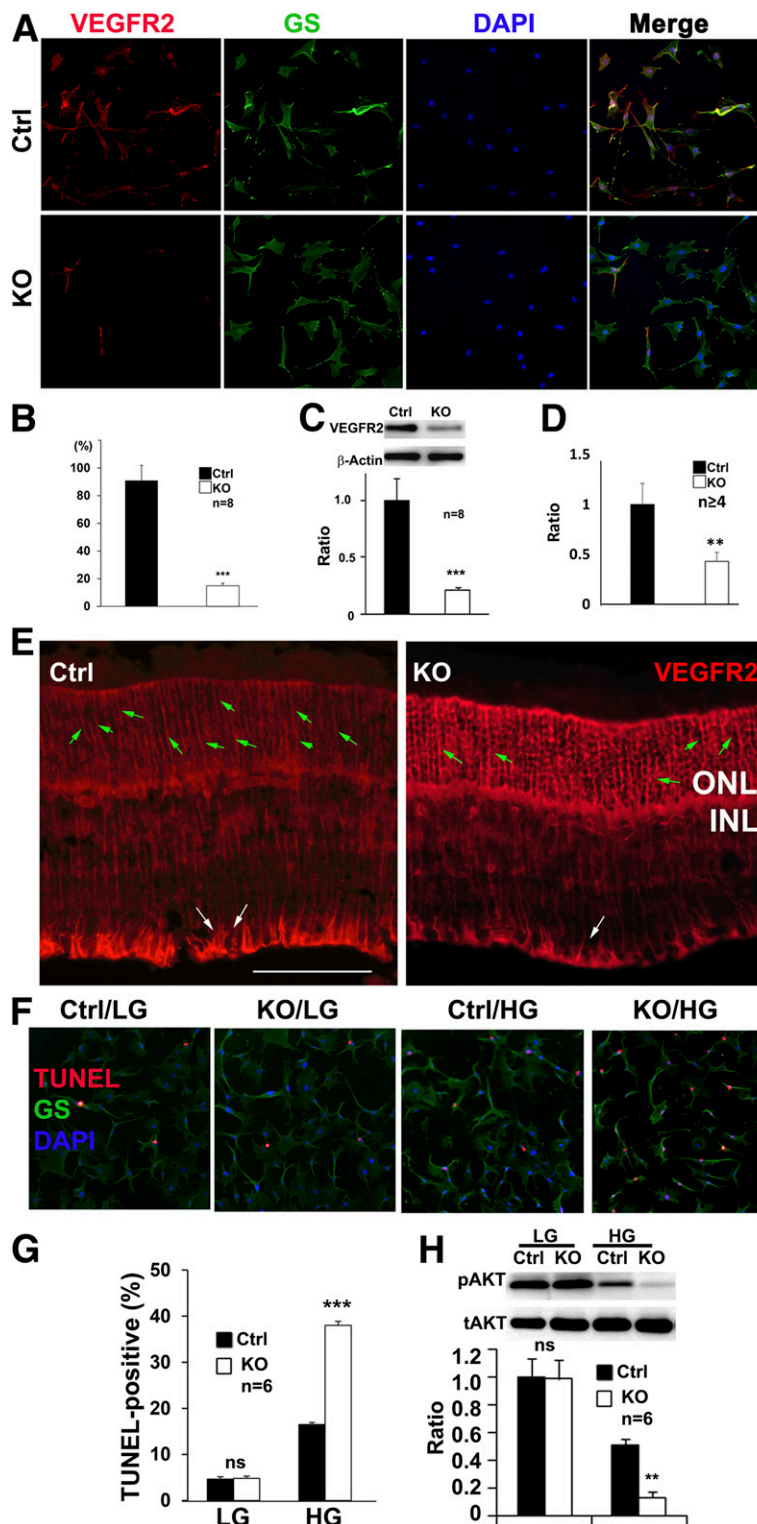 A VEGFR2 GS DAPI Merge
Ctrl
KO
B
(%)
100
80
60
40
20
0
Ctrl
KO
n=8
***
C
Ctrl KO
VEGFR2
β-Actin
Ratio
1.0
0.5
0
n=8
***
D
Ratio
1.5
1
0.5
0
Ctrl
KO
n≥4
**
E
Ctrl
KO VEGFR2
ONL
INL
F
Ctrl/LG KO/LG Ctrl/HG KO/HG
TUNEL
GS
DAPI
G
TUNEL-positive (%)
50
40
30
20
10
0
Ctrl
KO
n=6
ns
***
LG HG
H
LG HG
Ctrl KO Ctrl KO
pAKT
tAKT
ns
Ratio
1.2
1.0
0.8
0.6
0.4
0.2
0
Ctrl
KO
n=6
**